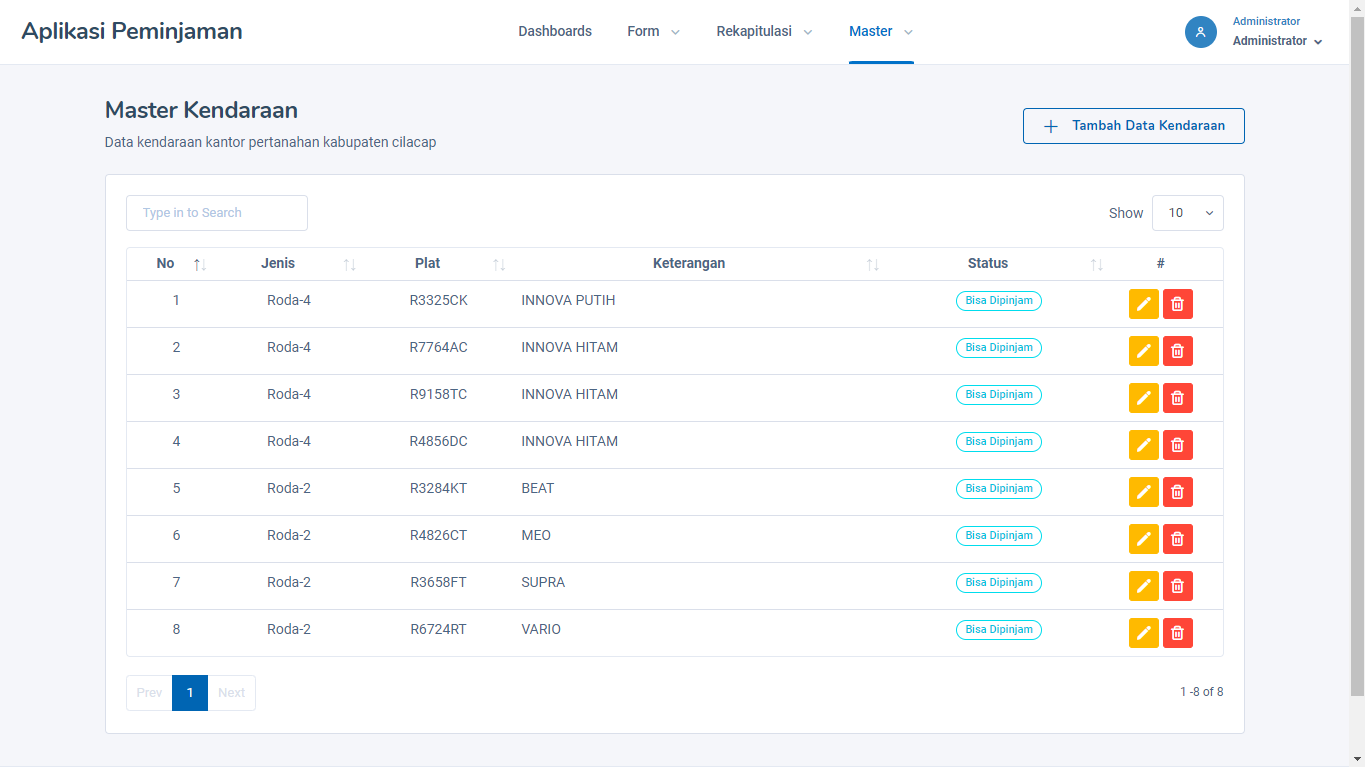 Aplikasi Peminjaman Dashboards Form Rekapitulasi Master Administrator
Administrator
Master Kendaraan
Data kendaraan kantor pertanahan kabupaten cilacap
Tambah Data Kendaraan
Type in to Search Show 10
No Jenis Plat Keterangan Status #
1 Roda-4 R3325CK INNOVA PUTIH Bisa Dipinjam
2 Roda-4 R7764AC INNOVA HITAM Bisa Dipinjam
3 Roda-4 R9158TC INNOVA HITAM Bisa Dipinjam
4 Roda-4 R4856DC INNOVA HITAM Bisa Dipinjam
5 Roda-2 R3284KT BEAT Bisa Dipinjam
6 Roda-2 R4826CT MEO Bisa Dipinjam
7 Roda-2 R3658FT SUPRA Bisa Dipinjam
8 Roda-2 R6724RT VARIO Bisa Dipinjam
Prev 1 Next 1 -8 of 8